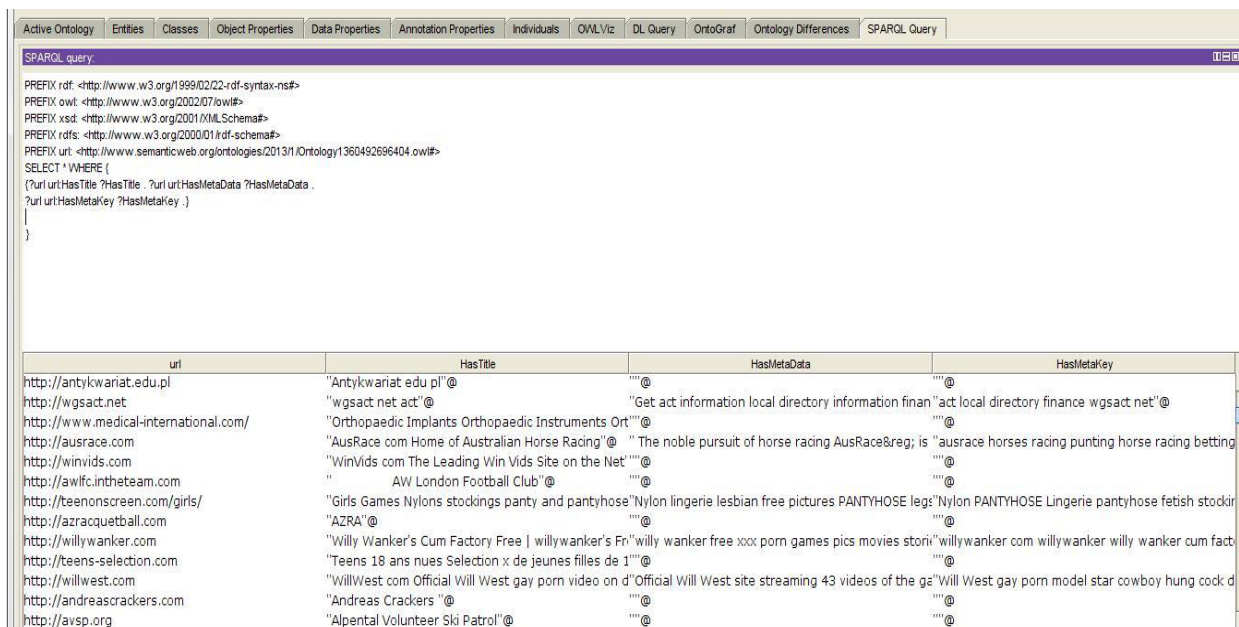 Active Ontology Entities Classes Object Properties Data Properties Annotation Properties Individuals OWLViz DL Query OntoGraf Ontology Differences SPARQL Query
SPARQL query:
PREFIX rdf: <http://www.w3.org/1999/02/22-rdf-syntax-ns#>
PREFIX owl: <http://www.w3.org/2002/07/owl#>
PREFIX xsd: <http://www.w3.org/2001/XMLSchema#>
PREFIX rdfs: <http://www.w3.org/2000/01/rdf-schema#>
PREFIX url: <http://www.semanticweb.org/ontologies/2013/1/Ontology1360492696404.owl#>
SELECT * WHERE {
{?url url:HasTitle ?HasTitle . ?url url:HasMetaData ?HasMetaData .
?url url:HasMetaKey ?HasMetaKey .}
}
url HasTitle HasMetaData HasMetaKey
http://antykwariat.edu.pl "Antykwariat edu pl"@ ""@ ""@
http://wgsact.net "wgsact net act"@ "Get act information local directory information finan "act local directory finance wgsact net"@
http://www.medical-international.com/ "Orthopaedic Implants Orthopaedic Instruments Ort ""@ ""@
http://ausrace.com "AusRace com Home of Australian Horse Racing"@ " The noble pursuit of horse racing AusRace&reg; is "ausrace horses racing punting horse racing betting
http://winvids.com "WinVids com The Leading Win Vids Site on the Net' ""@ ""@
http://awlfc.intheteam.com " AW London Football Club"@ ""@ ""@
http://teenonscreen.com/girls/ "Girls Games Nylons stockings panty and pantyhose "Nylon lingerie lesbian free pictures PANTYHOSE legs "Nylon PANTYHOSE Lingerie pantyhose fetish stockin
http://azracquetball.com "AZRA"@ ""@ ""@
http://willywanker.com "Willy Wanker's Cum Factory Free | willywanker's Fr "willy wanker free xxx porn games pics movies stori "willywanker com willywanker willy wanker cum fact
http://teens-selection.com "Teens 18 ans nues Selection x de jeunes filles de 1 ""@ ""@
http://willwest.com "WillWest com Official Will West gay porn video on d "Official Will West site streaming 43 videos of the ga "Will West gay porn model star cowboy hung cock d
http://andreascrackers.com "Andreas Crackers "@ ""@ ""@
http://avsp.org "Alpental Volunteer Ski Patrol"@ ""@ ""@